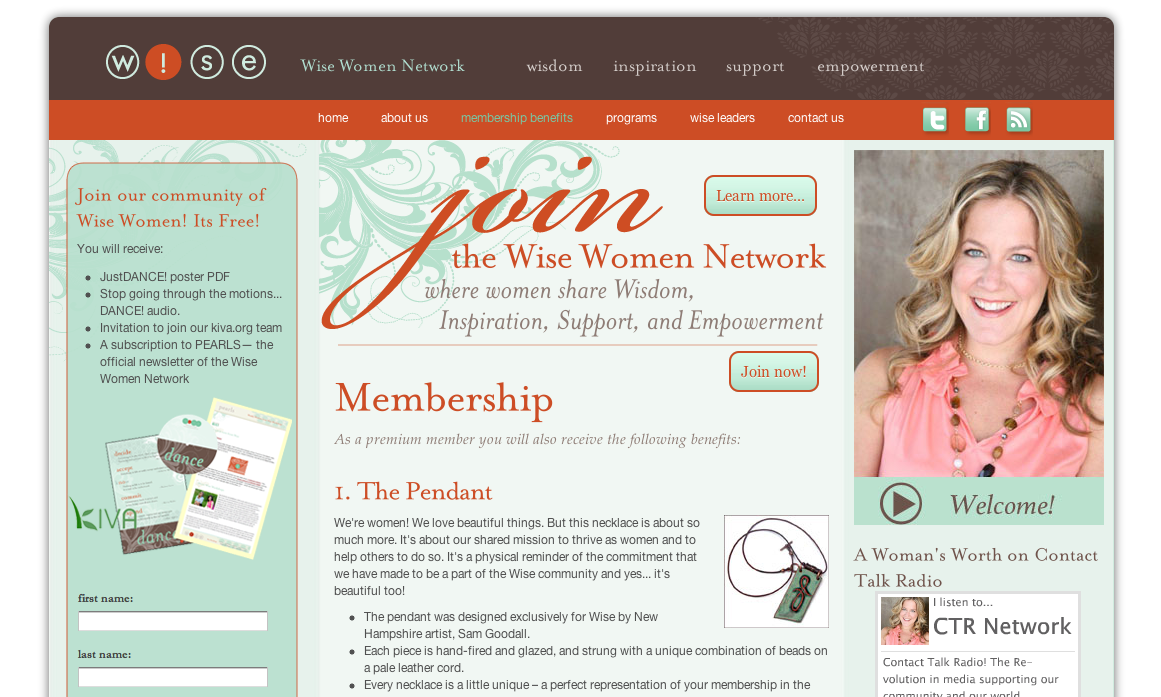 w!se
Wise Women Network
wisdom inspiration support empowerment
home about us membership benefits programs wise leaders contact us
Join our community of
Wise Women! Its Free!
You will receive:
JustDANCE! poster PDF
Stop going through the motions...
DANCE! audio.
Invitation to join our kiva.org team
A subscription to PEARLS— the
official newsletter of the Wise
Women Network
dance
KIVA
danc
first name:
last name:
join
Learn more...
the Wise Women Network
where women share Wisdom,
Inspiration, Support, and Empowerment
Join now!
Membership
As a premium member you will also receive the following benefits:
1. The Pendant
We're women! We love beautiful things. But this necklace is about so
much more. It's about our shared mission to thrive as women and to
help others to do so. It's a physical reminder of the commitment that
we have made to be a part of the Wise community and yes... it's
beautiful too!
The pendant was designed exclusively for Wise by New
Hampshire artist, Sam Goodall.
Each piece is hand-fired and glazed, and strung with a unique combination of beads on
a pale leather cord.
Every necklace is a little unique – a perfect representation of your membership in the
Welcome!
A Woman's Worth on Contact
Talk Radio
I listen to...
CTR Network
Contact Talk Radio! The Re-
volution in media supporting our
community and our world